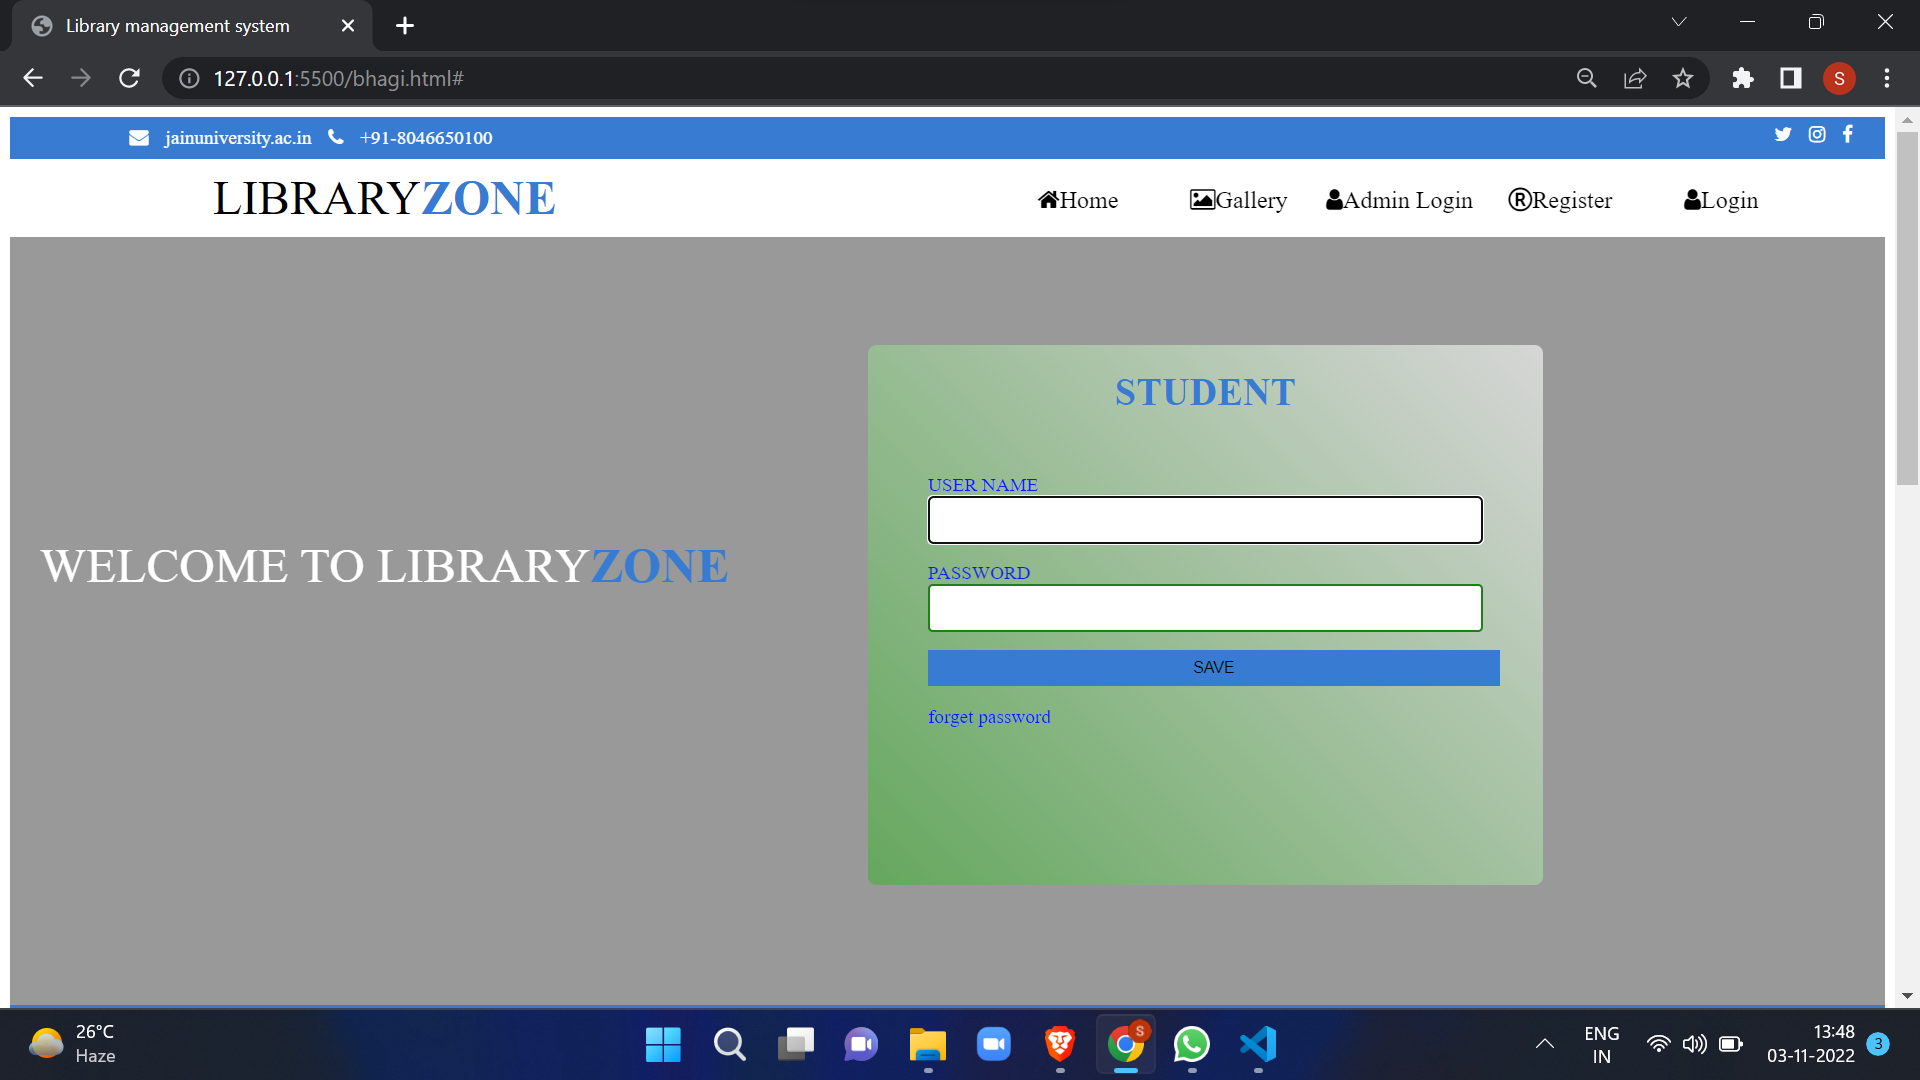 Library management system
127.0.0.1:5500/bhagi.html#
S
jainuniversity.ac.in +91-8046650100
LIBRARYZONE
Home Gallery Admin Login ®Register Login
STUDENT
USER NAME
WELCOME TO LIBRARYZONE
PASSWORD
SAVE
forget password
26°C
Haze
S
ENG
IN
13:48
03-11-2022
3